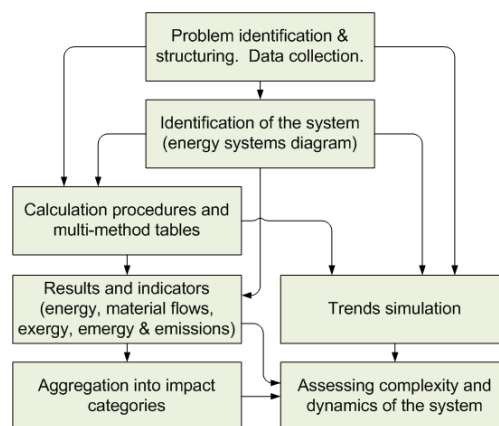 Problem identification &
structuring. Data collection.
Identification of the system
(energy systems diagram)
Calculation procedures and
multi-method tables
Results and indicators
(energy, material flows,
exergy, emergy & emissions)
Trends simulation
Aggregation into impact
categories
Assessing complexity and
dynamics of the system